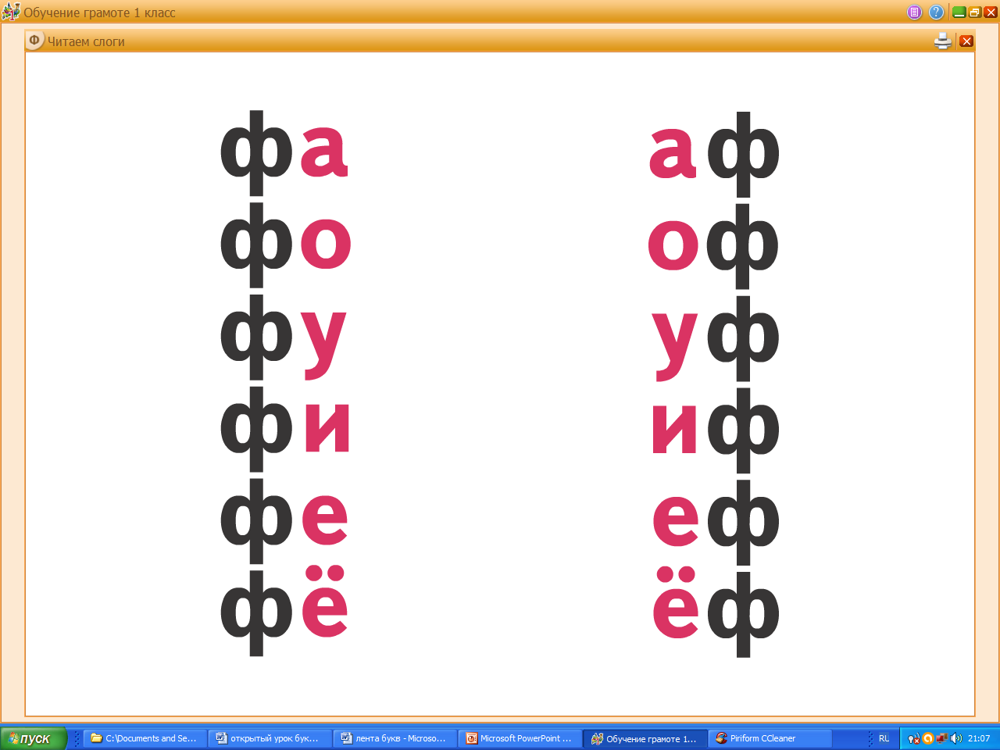 Обучение грамоте 1 класс
Ф Читаем слоги
фа аф
фо оф
фу уф
фи иф
фе еф
фё ёф
пуск C:\Documents and Se... открытый урок бук... лента букв - Microso... Microsoft PowerPoint ... Обучение грамоте 1... Piriform CCleaner RU 21:07